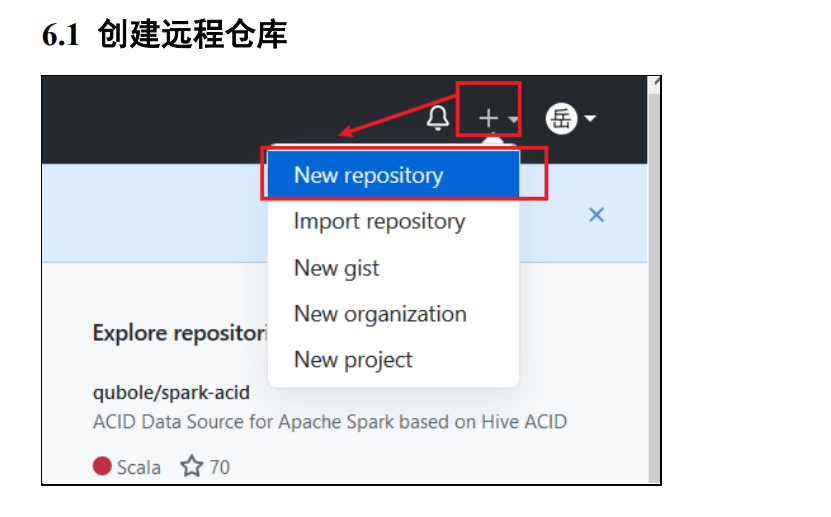 6.1 创建远程仓库
岳
New repository
Import repository
New gist
New organization
New project
Explore repositori
qubole/spark-acid
ACID Data Source for Apache Spark based on Hive ACID
Scala 70